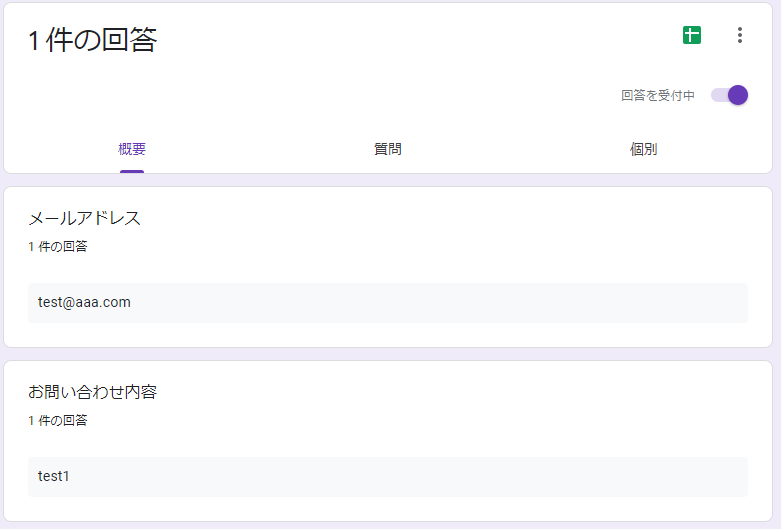 1 件の回答
回答を受付中
概要 質問 個別
メールアドレス
1 件の回答
test@aaa.com
お問い合わせ内容
1 件の回答
test1